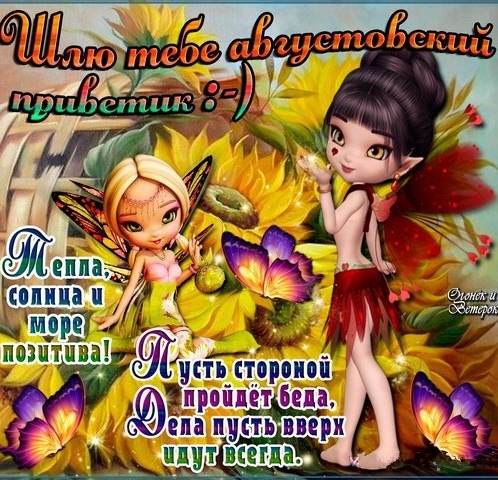 Шлю тебе августовский
приветик :-)
Тепла,
солнца и
море
позитива!
Пусть стороной
пройдёт беда,
Дела пусть вверх
идут всегда.
Огонёк и
Ветерок